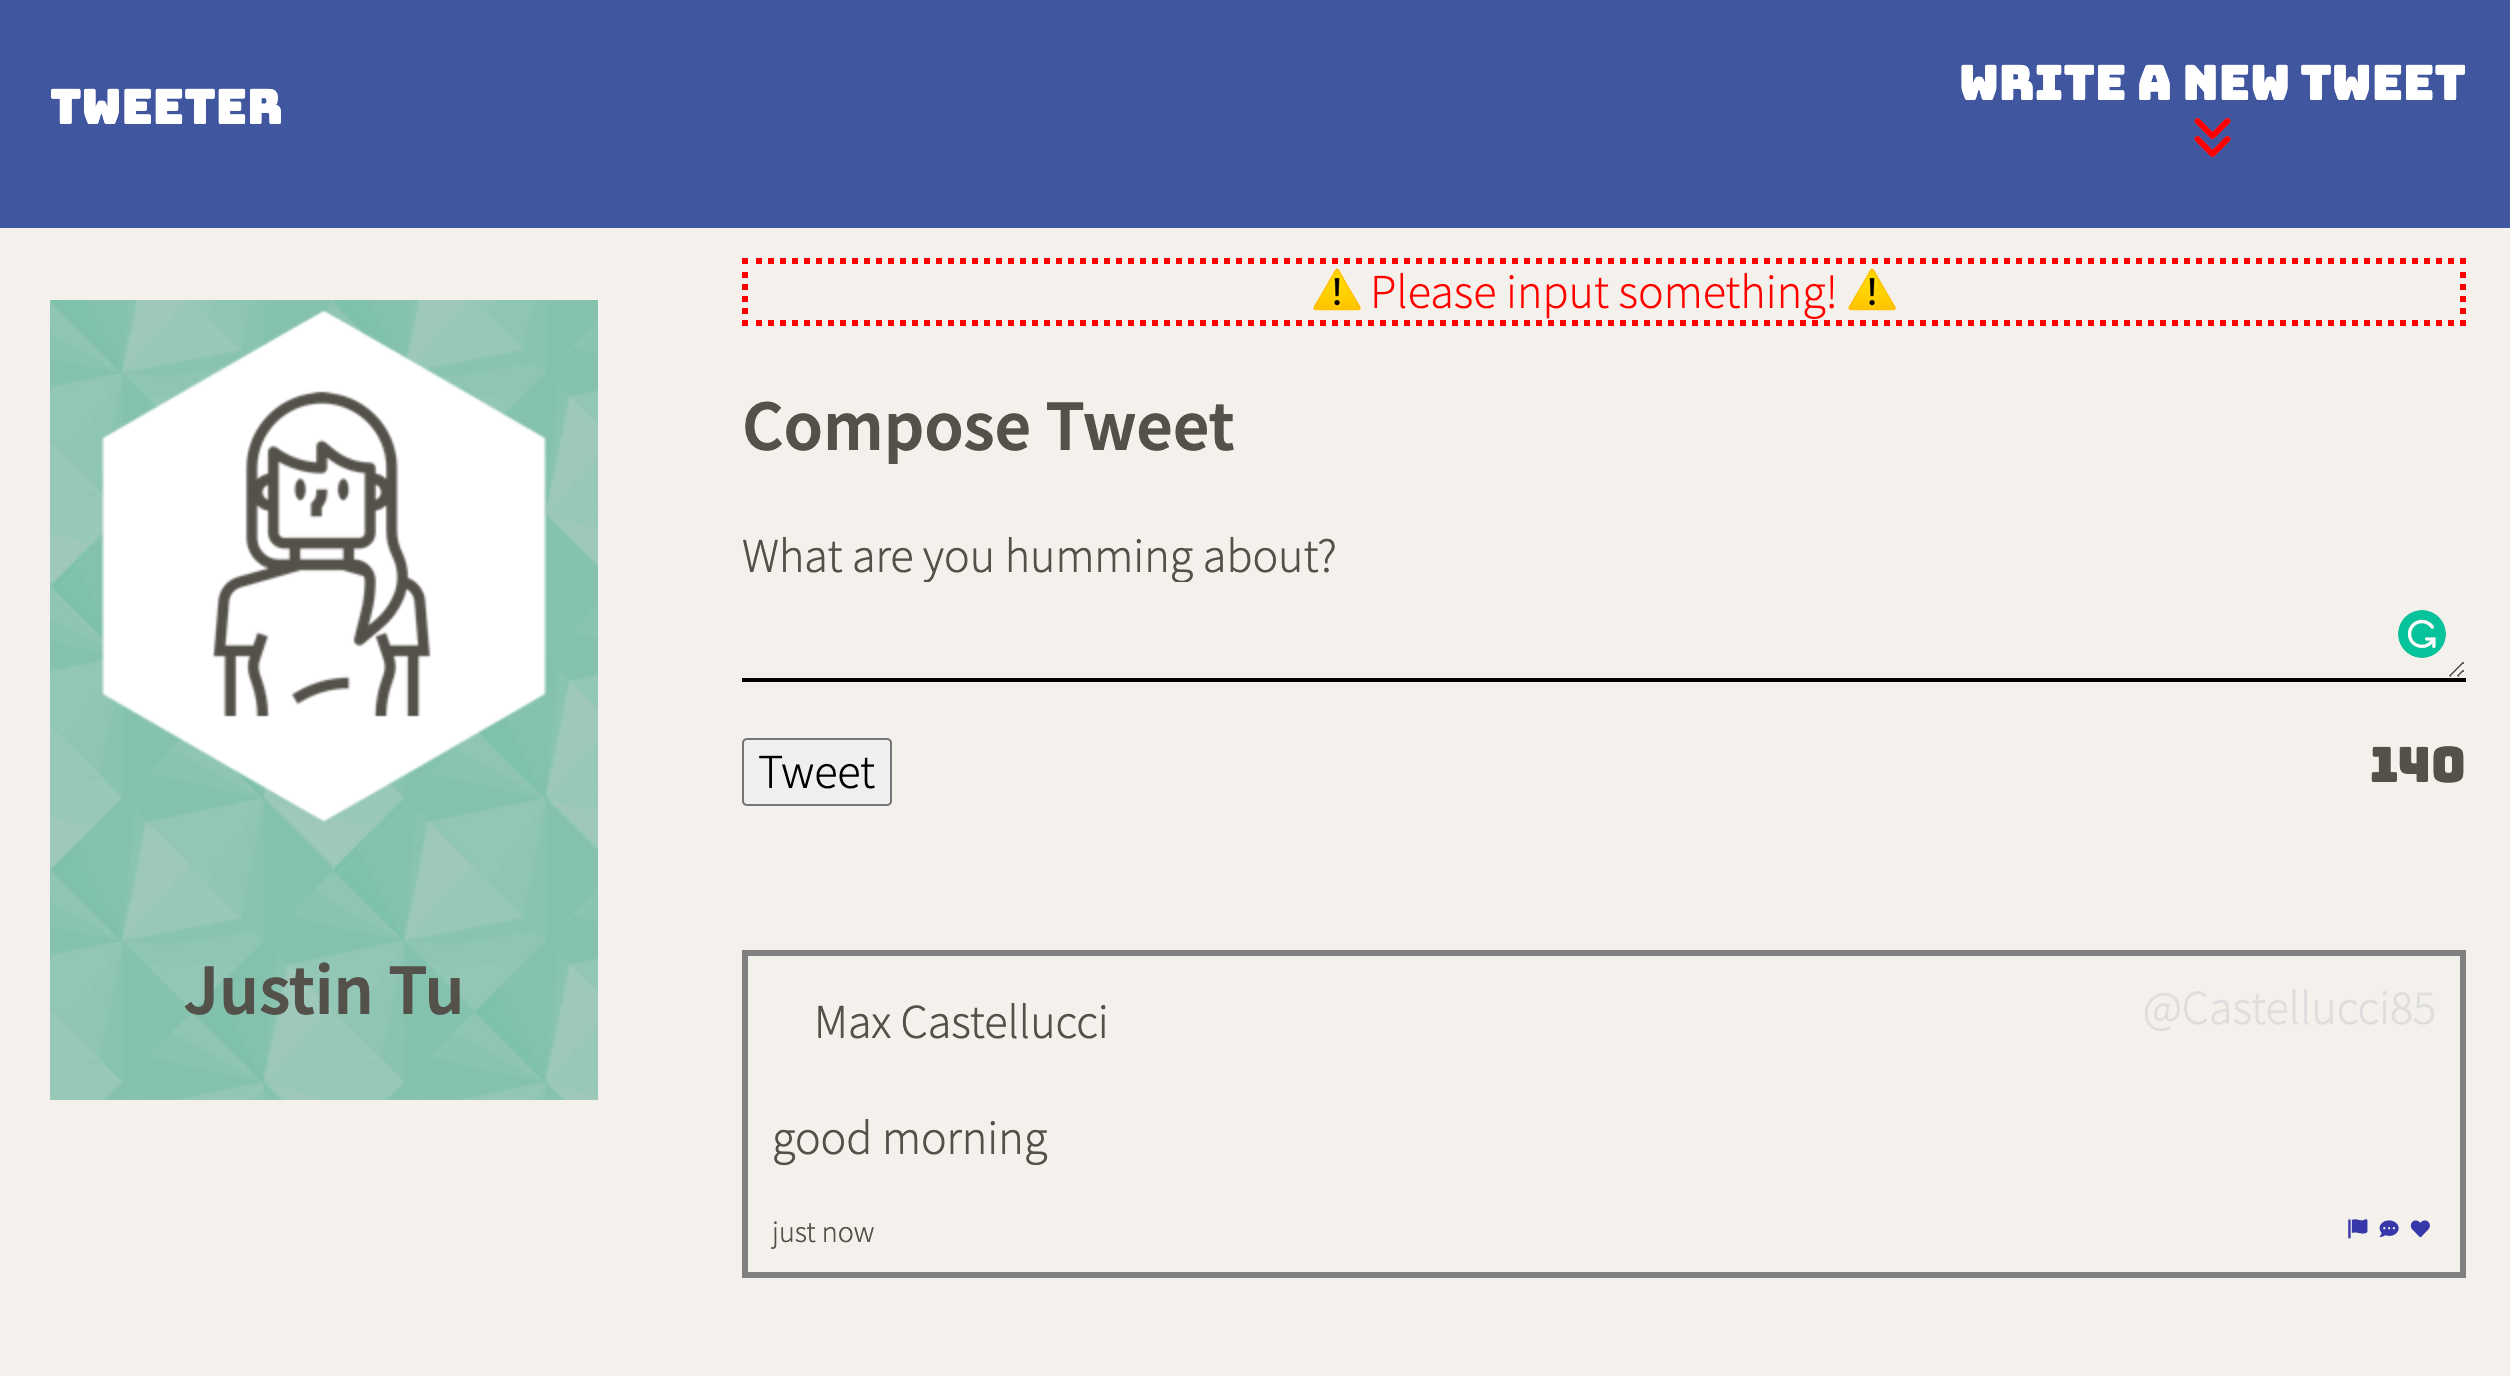 TWEETER
WRITE A NEW TWEET
⚠️ Please input something! ⚠️
Compose Tweet
What are you humming about?
Tweet
140
Justin Tu
Max Castellucci
@Castellucci85
good morning
just now